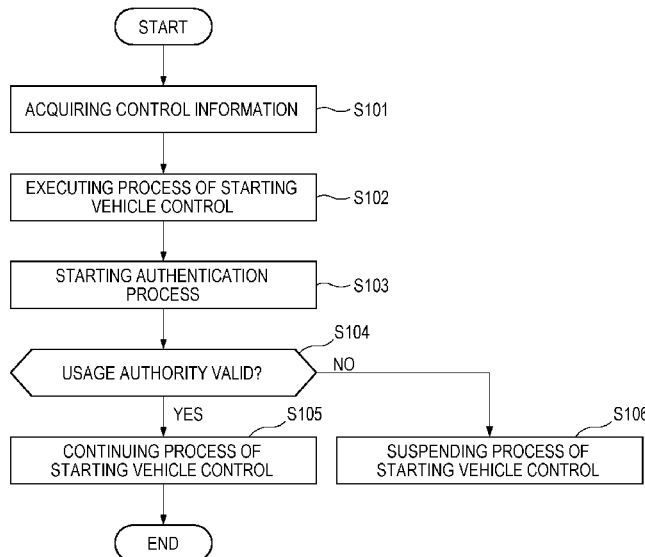 START
ACQUIRING CONTROL INFORMATION
S101
EXECUTING PROCESS OF STARTING
VEHICLE CONTROL
S102
STARTING AUTHENTICATION
PROCESS
S103
S104
USAGE AUTHORITY VALID?
NO
YES
S105
S106
CONTINUING PROCESS OF
STARTING VEHICLE CONTROL
SUSPENDING PROCESS OF
STARTING VEHICLE CONTROL
END